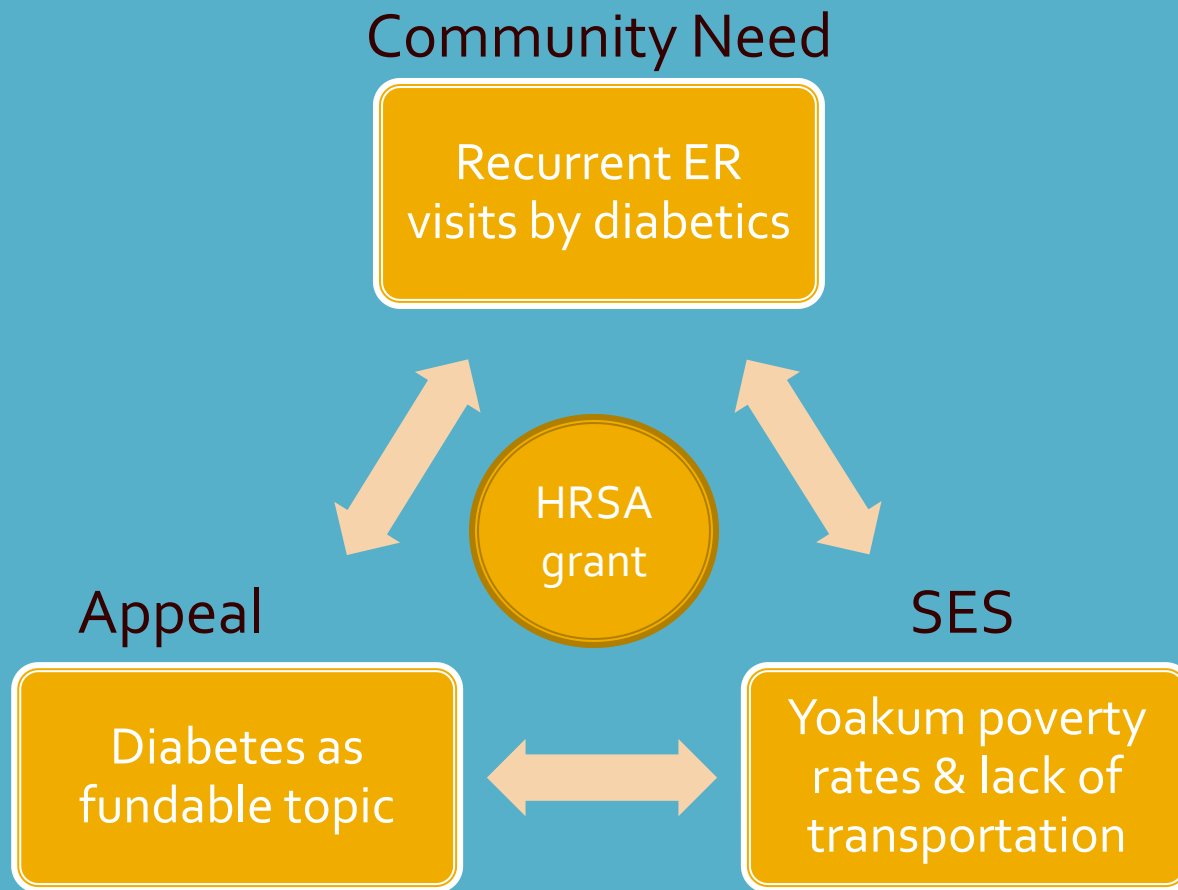 Community Need
Recurrent ER
visits by diabetics
HRSA
grant
Appeal
Diabetes as
fundable topic
SES
Yoakum poverty
rates & lack of
transportation